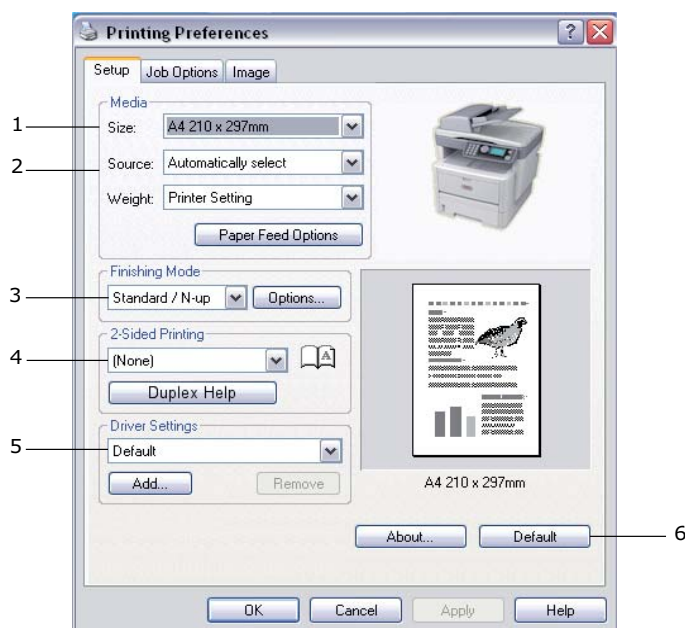 Printing Preferences
Setup Job Options Image
Media
1 Size: A4 210 x 297mm
2 Source: Automatically select
Weight: Printer Setting
Paper Feed Options
Finishing Mode
3 Standard / N-up Options...
2-Sided Printing
4 (None) A
Duplex Help
Driver Settings
5 Default
Add... Remove
A4 210 x 297mm
About... Default 6
OK Cancel Apply Help